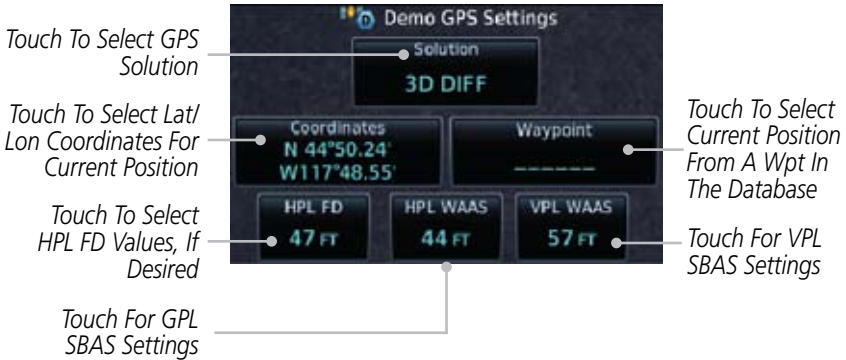 Demo GPS Settings
Touch To Select GPS
Solution
Solution
3D DIFF
Touch To Select Lat/
Lon Coordinates For
Current Position
Coordinates
N 44°50.24'
W117°48.55'
Waypoint
______
Touch To Select
Current Position
From A Wpt In
The Database
Touch To Select
HPL FD Values, If
Desired
HPL FD
47 FT
HPL WAAS
44 FT
VPL WAAS
57 FT
Touch For VPL
SBAS Settings
Touch For GPL
SBAS Settings